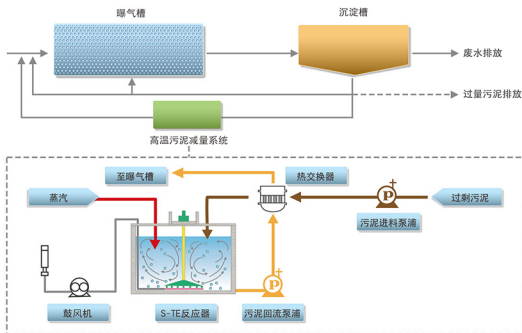 曝气槽
沉淀槽
废水排放
过量污泥排放
高温污泥减量系统
至曝气槽
热交换器
蒸汽
P
过剩污泥
污泥进料泵浦
P
鼓风机
S-TE反应器
污泥回流泵浦